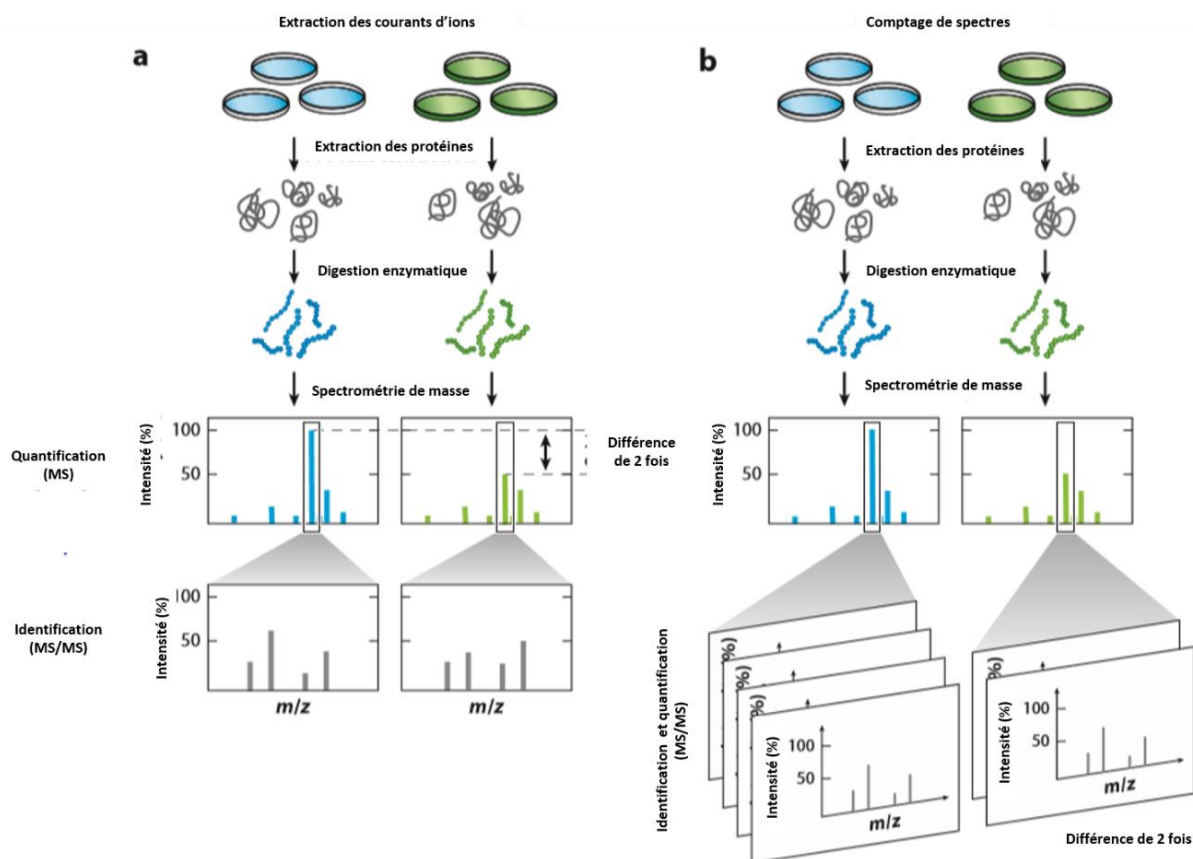 Extraction des courants d'ions
Comptage de spectres
a
b
Extraction des protéines
Extraction des protéines
Digestion enzymatique
Digestion enzymatique
Spectrométrie de masse
Spectrométrie de masse
Quantification
(MS)
Intensité (%)
100
50
Différence
de 2 fois
Intensité (%)
100
50
Identification
(MS/MS)
Intensité (%)
100
50
m/z
m/z
Identification et quantification
(MS/MS)
%)
%)
%)
Intensité (%)
100
50
m/z
%)
Intensité (%)
100
50
m/z
Différence de 2 fois